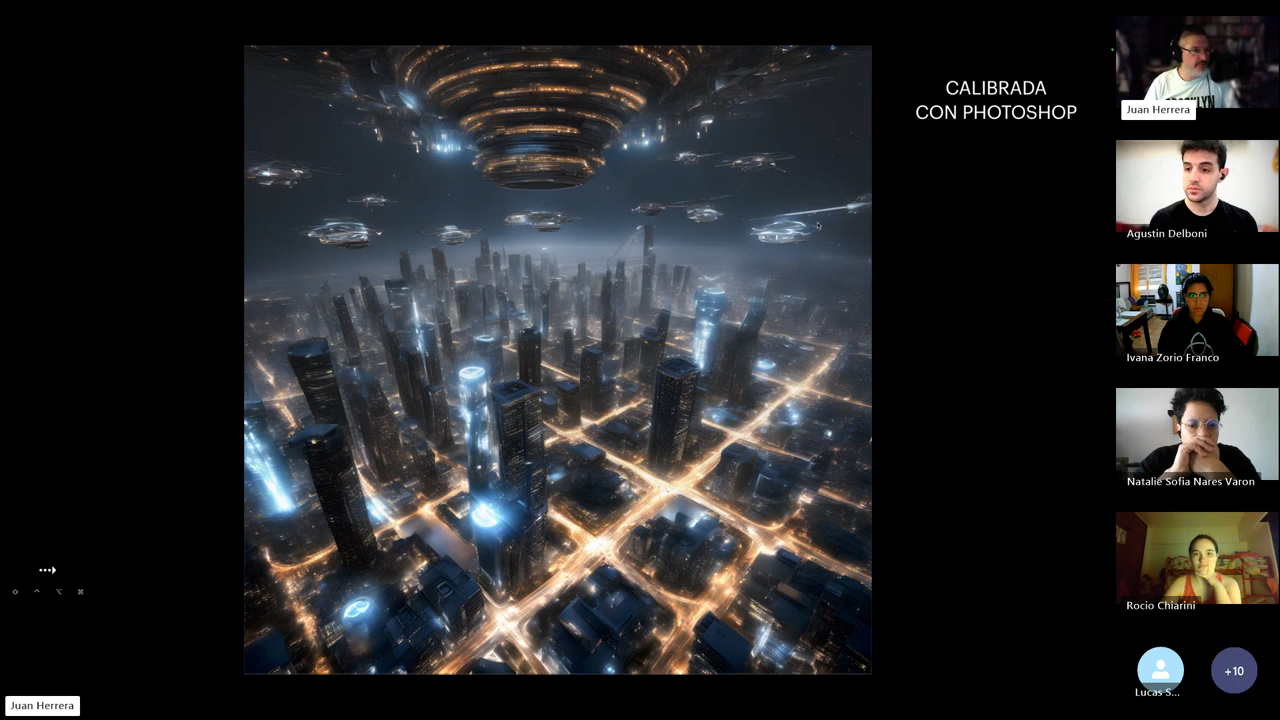 CALIBRADA
CON PHOTOSHOP
Juan Herrera
Agustin Delboni
Ivana Zorio Franco
Natalie Sofia Nares Varon
Rocio Chiarini
Lucas S...
+10
Juan Herrera